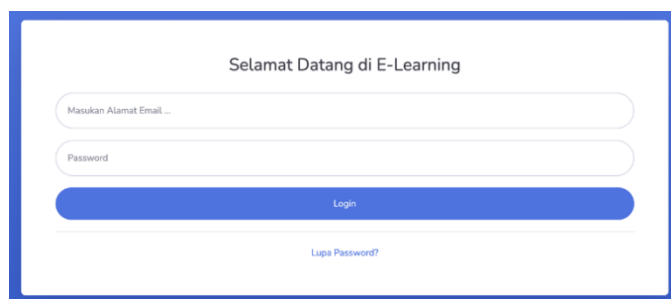 Selamat Datang di E-Learning
Masukan Alamat Email ...
Password
Login
Lupa Password?